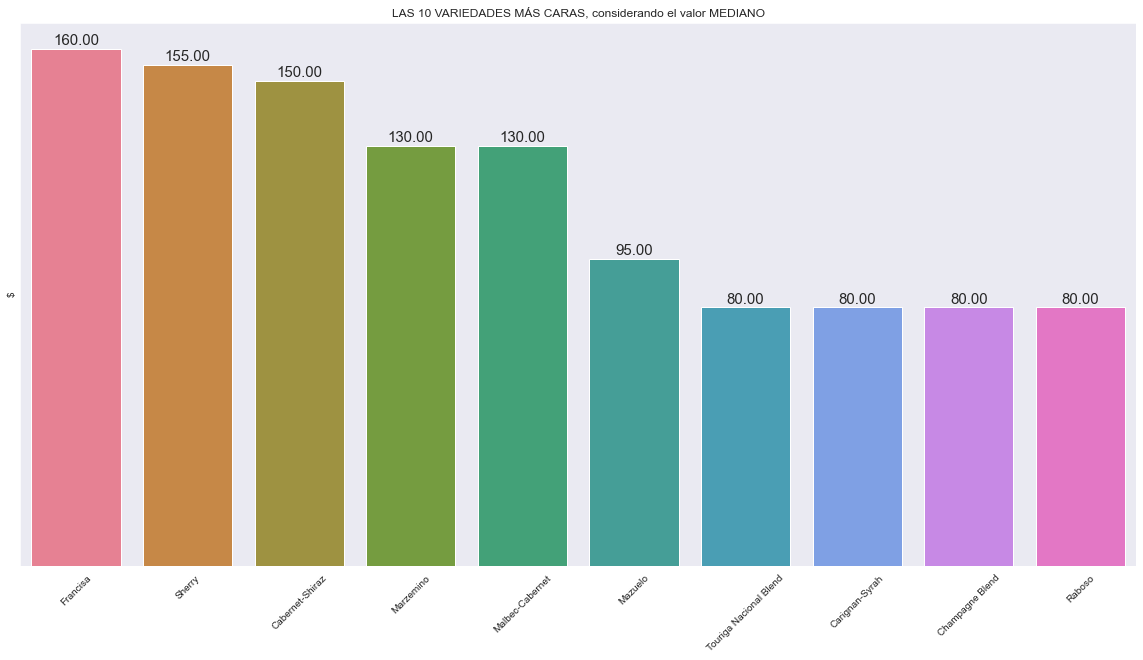 LAS 10 VARIEDADES MÁS CARAS, considerando el valor MEDIANO
160.00
155.00
150.00
130.00
130.00
95.00
80.00
80.00
80.00
80.00
$
Francisa
Sherry
Cabernet-Shiraz
Marzemino
Malbec-Cabernet
Mazuelo
Touriga Nacional Blend
Carignan-Syrah
Champagne Blend
Raboso